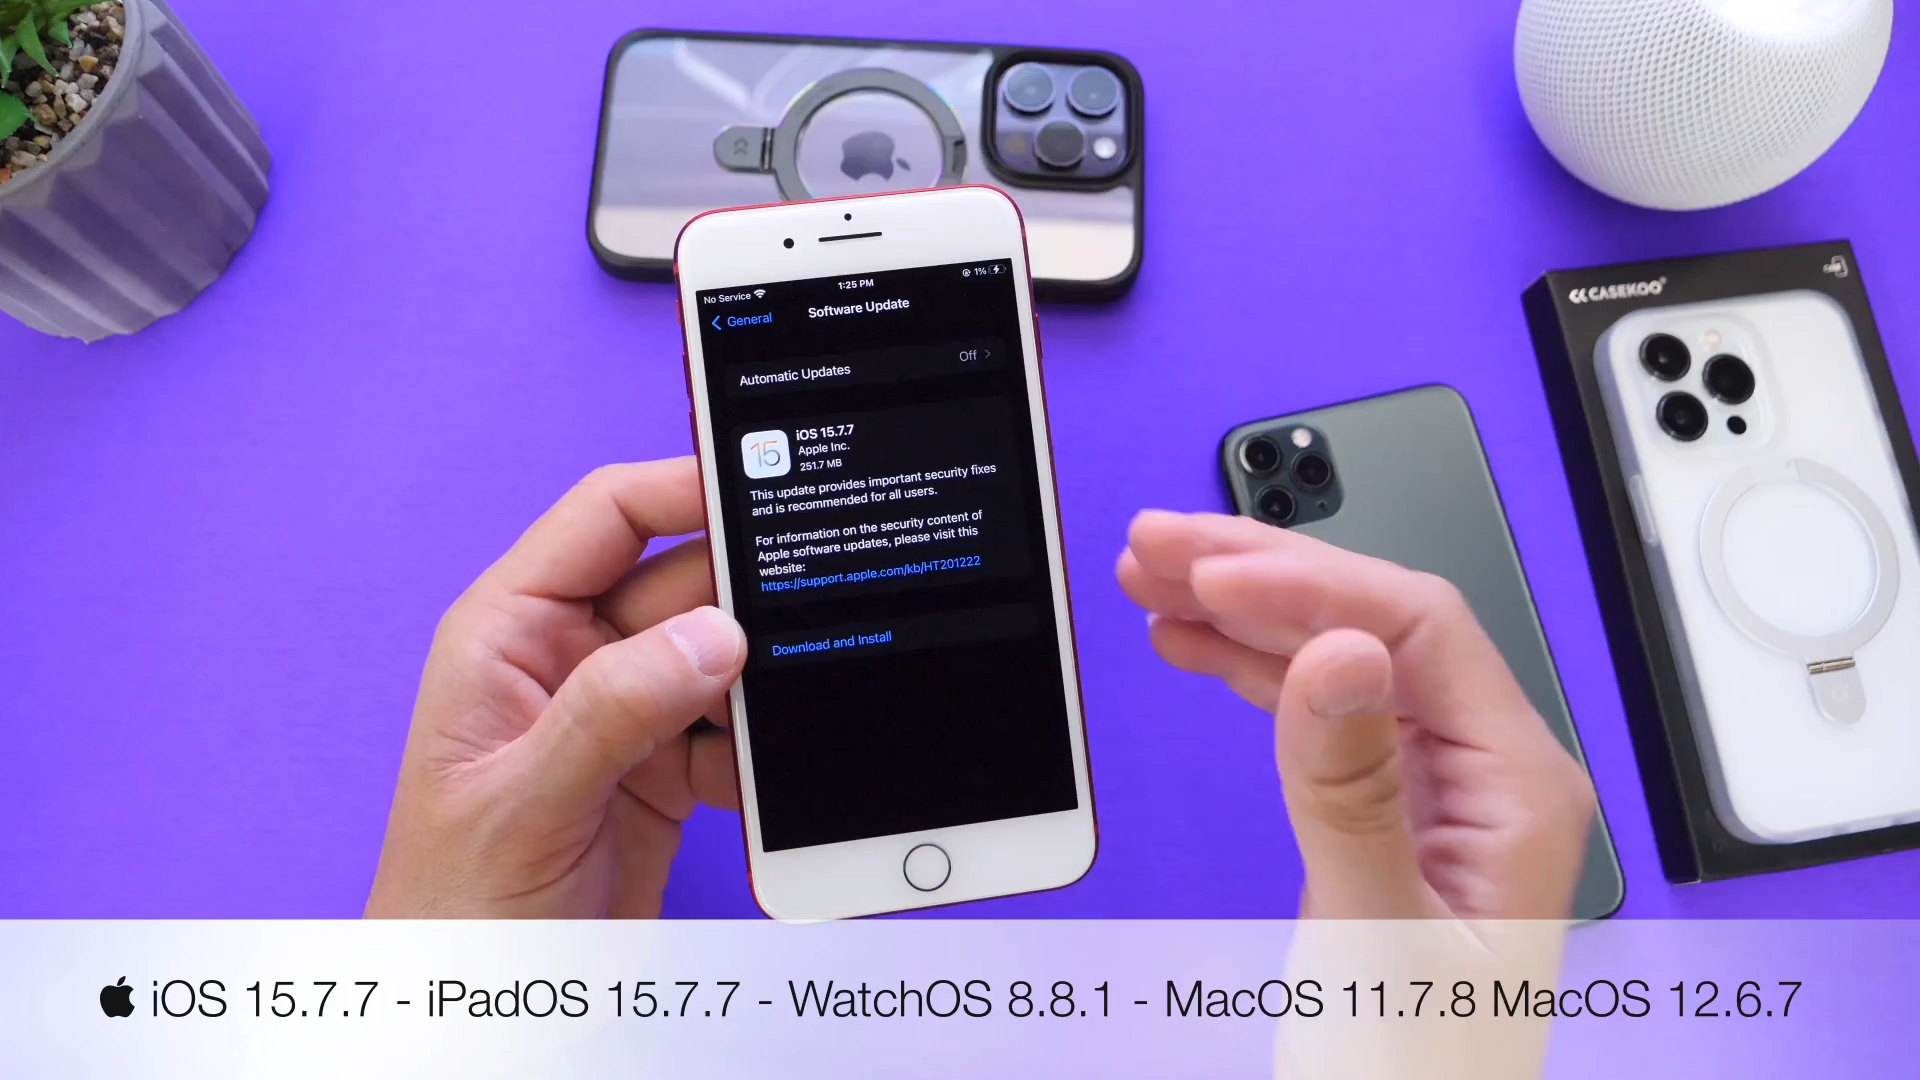 CASEKOO
No Service 1:25 PM 1%
General Software Update
Automatic Updates Off
15
iOS 15.7.7
Apple Inc.
251.7 MB
This update provides important security fixes
and is recommended for all users.
For information on the security content of
Apple software updates, please visit this
website:
https://support.apple.com/kb/HT201222
Download and Install
iOS 15.7.7 - iPadOS 15.7.7 - WatchOS 8.8.1 - MacOS 11.7.8 MacOS 12.6.7